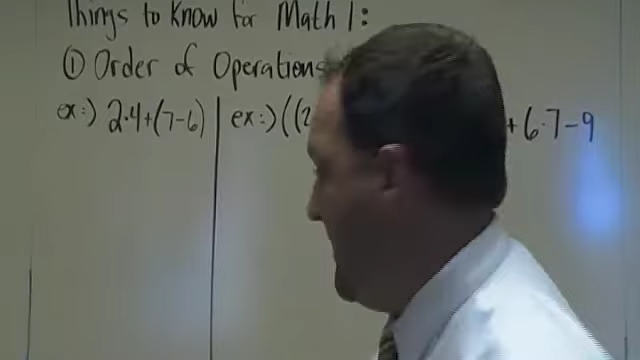 Things to Know for Math 1:
① Order of Operations
ex:) 2·4+(7-6) ex:) ((2 + 6·7-9